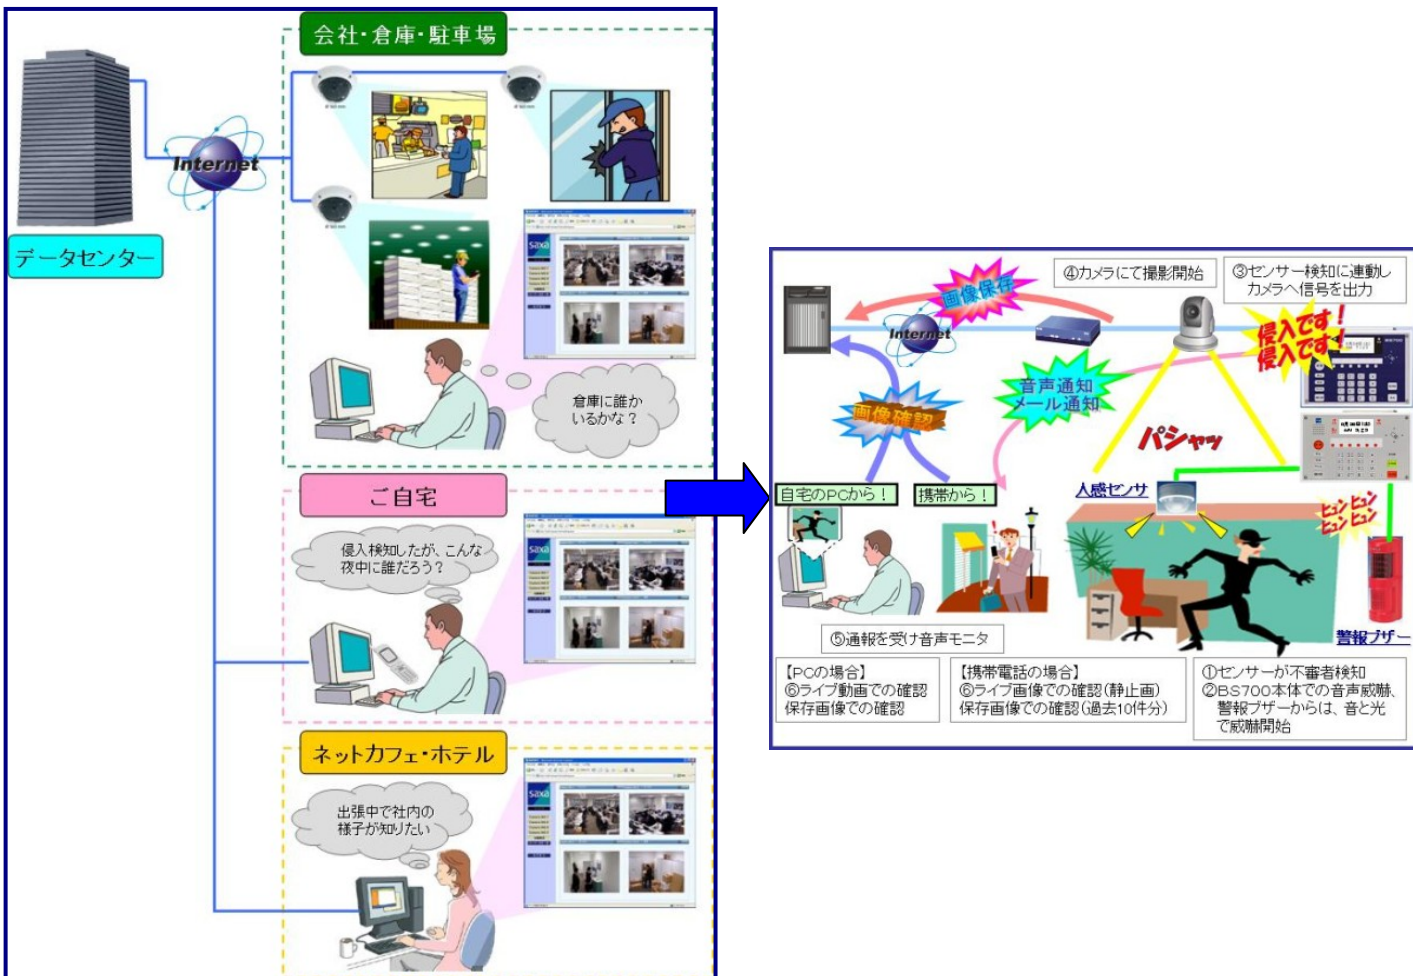 会社・倉庫・駐車場
Internet
データセンター
saxa
倉庫に誰か
いるかな？
ご自宅
侵入検知したが、こんな
夜中に誰だろう？
saxa
ネットカフェ・ホテル
出張中で社内の
様子が知りたい
saxa
④カメラにて撮影開始
③センサー検知に連動し
カメラへ信号を出力
画像保存
Internet
侵入です！
侵入です！
音声通知
メール通知
画像確認
パシャッ
自宅のPCから！
携帯から！
人感センサ
ヒュンヒュン
ヒュンヒュン
警報ブザー
⑤通報を受け音声モニタ
【PCの場合】
⑥ライブ動画での確認
保存画像での確認
【携帯電話の場合】
⑥ライブ画像での確認(静止画)
保存画像での確認(過去10件分)
①センサーが不審者検知
②BS700本体での音声威嚇、
警報ブザーからは、音と光
で威嚇開始